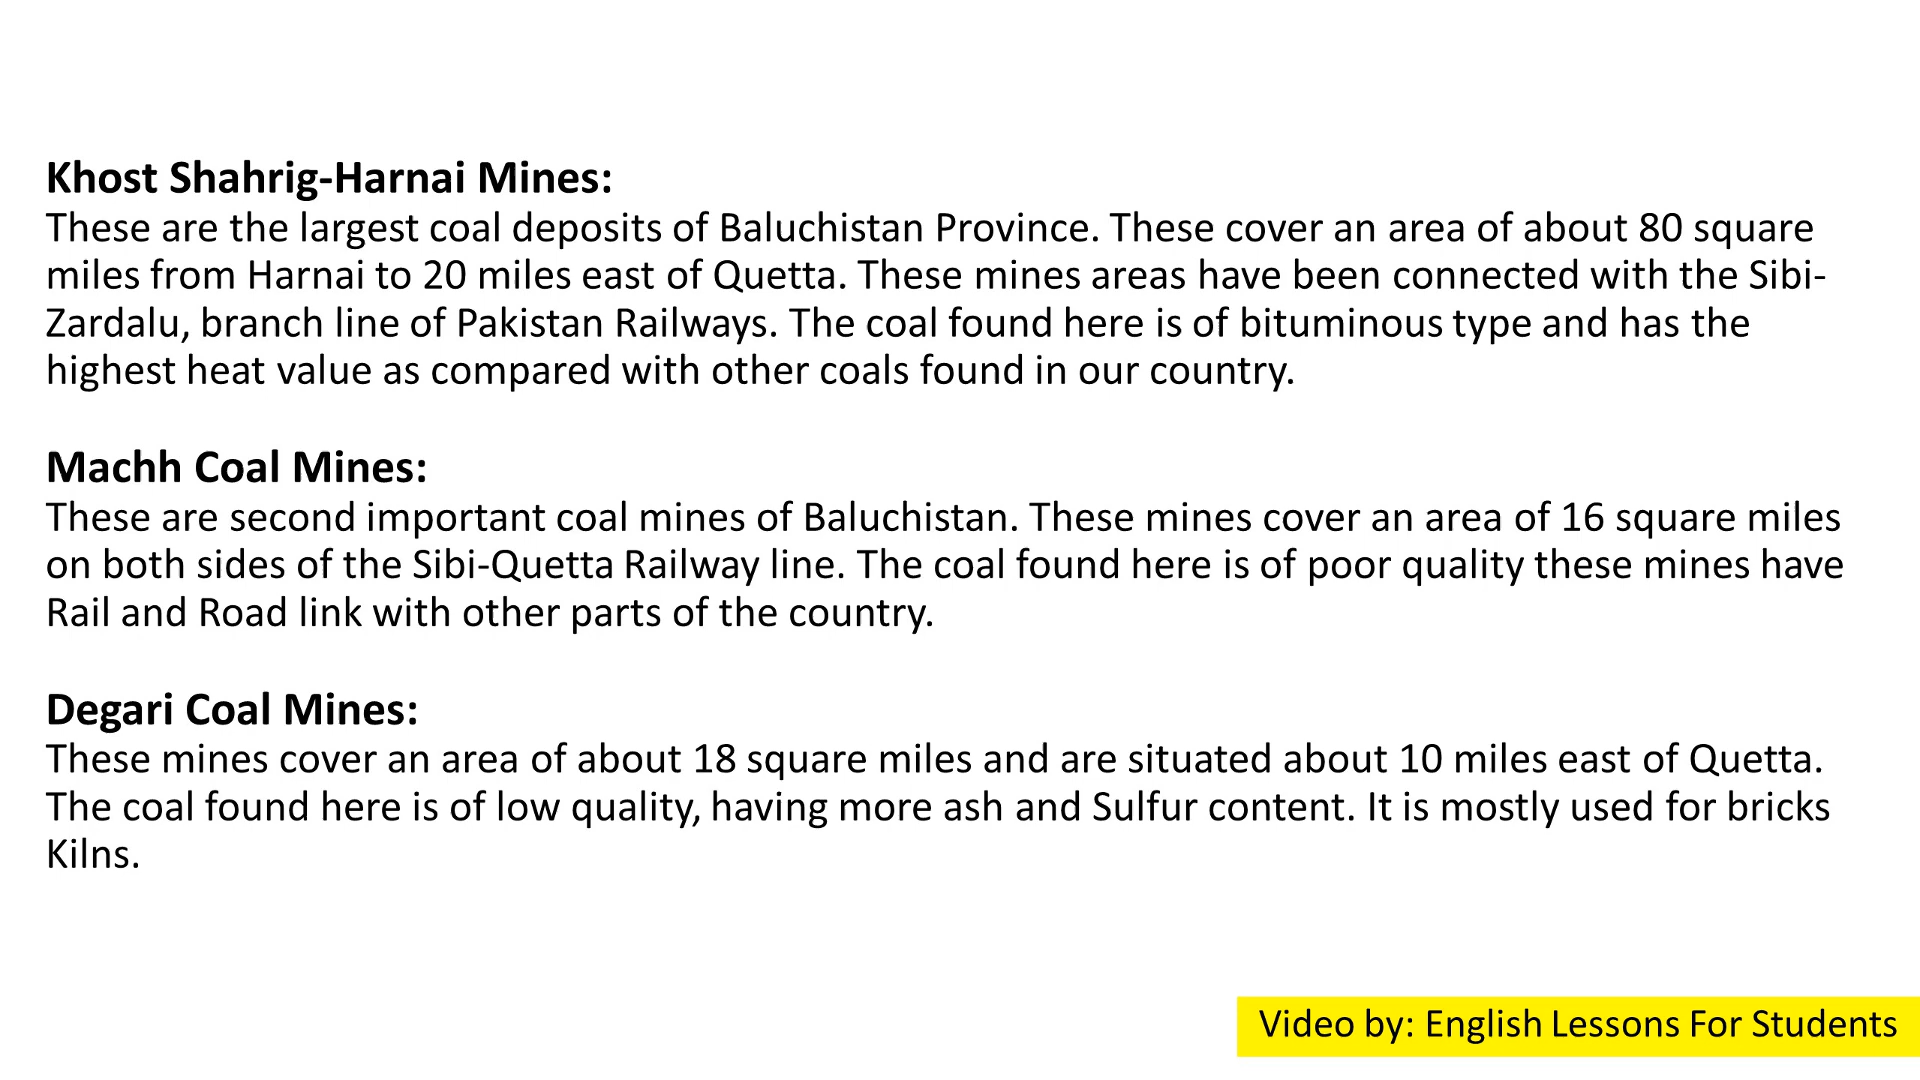 Khost Shahrig-Harnai Mines:
These are the largest coal deposits of Baluchistan Province. These cover an area of about 80 square
miles from Harnai to 20 miles east of Quetta. These mines areas have been connected with the Sibi-
Zardalu, branch line of Pakistan Railways. The coal found here is of bituminous type and has the
highest heat value as compared with other coals found in our country.
Machh Coal Mines:
These are second important coal mines of Baluchistan. These mines cover an area of 16 square miles
on both sides of the Sibi-Quetta Railway line. The coal found here is of poor quality these mines have
Rail and Road link with other parts of the country.
Degari Coal Mines:
These mines cover an area of about 18 square miles and are situated about 10 miles east of Quetta.
The coal found here is of low quality, having more ash and Sulfur content. It is mostly used for bricks
Kilns.
Video by: English Lessons For Students